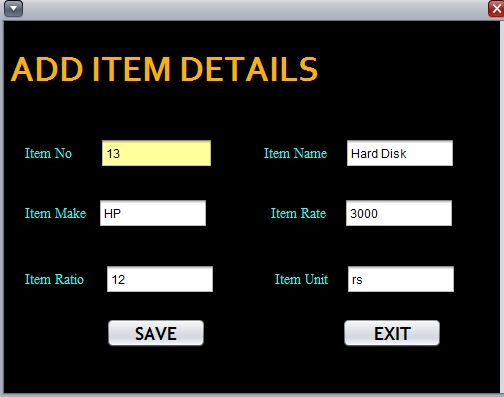 ADD ITEM DETAILS
Item No 13 Item Name Hard Disk
Item Make HP Item Rate 3000
Item Ratio 12 Item Unit rs
SAVE EXIT